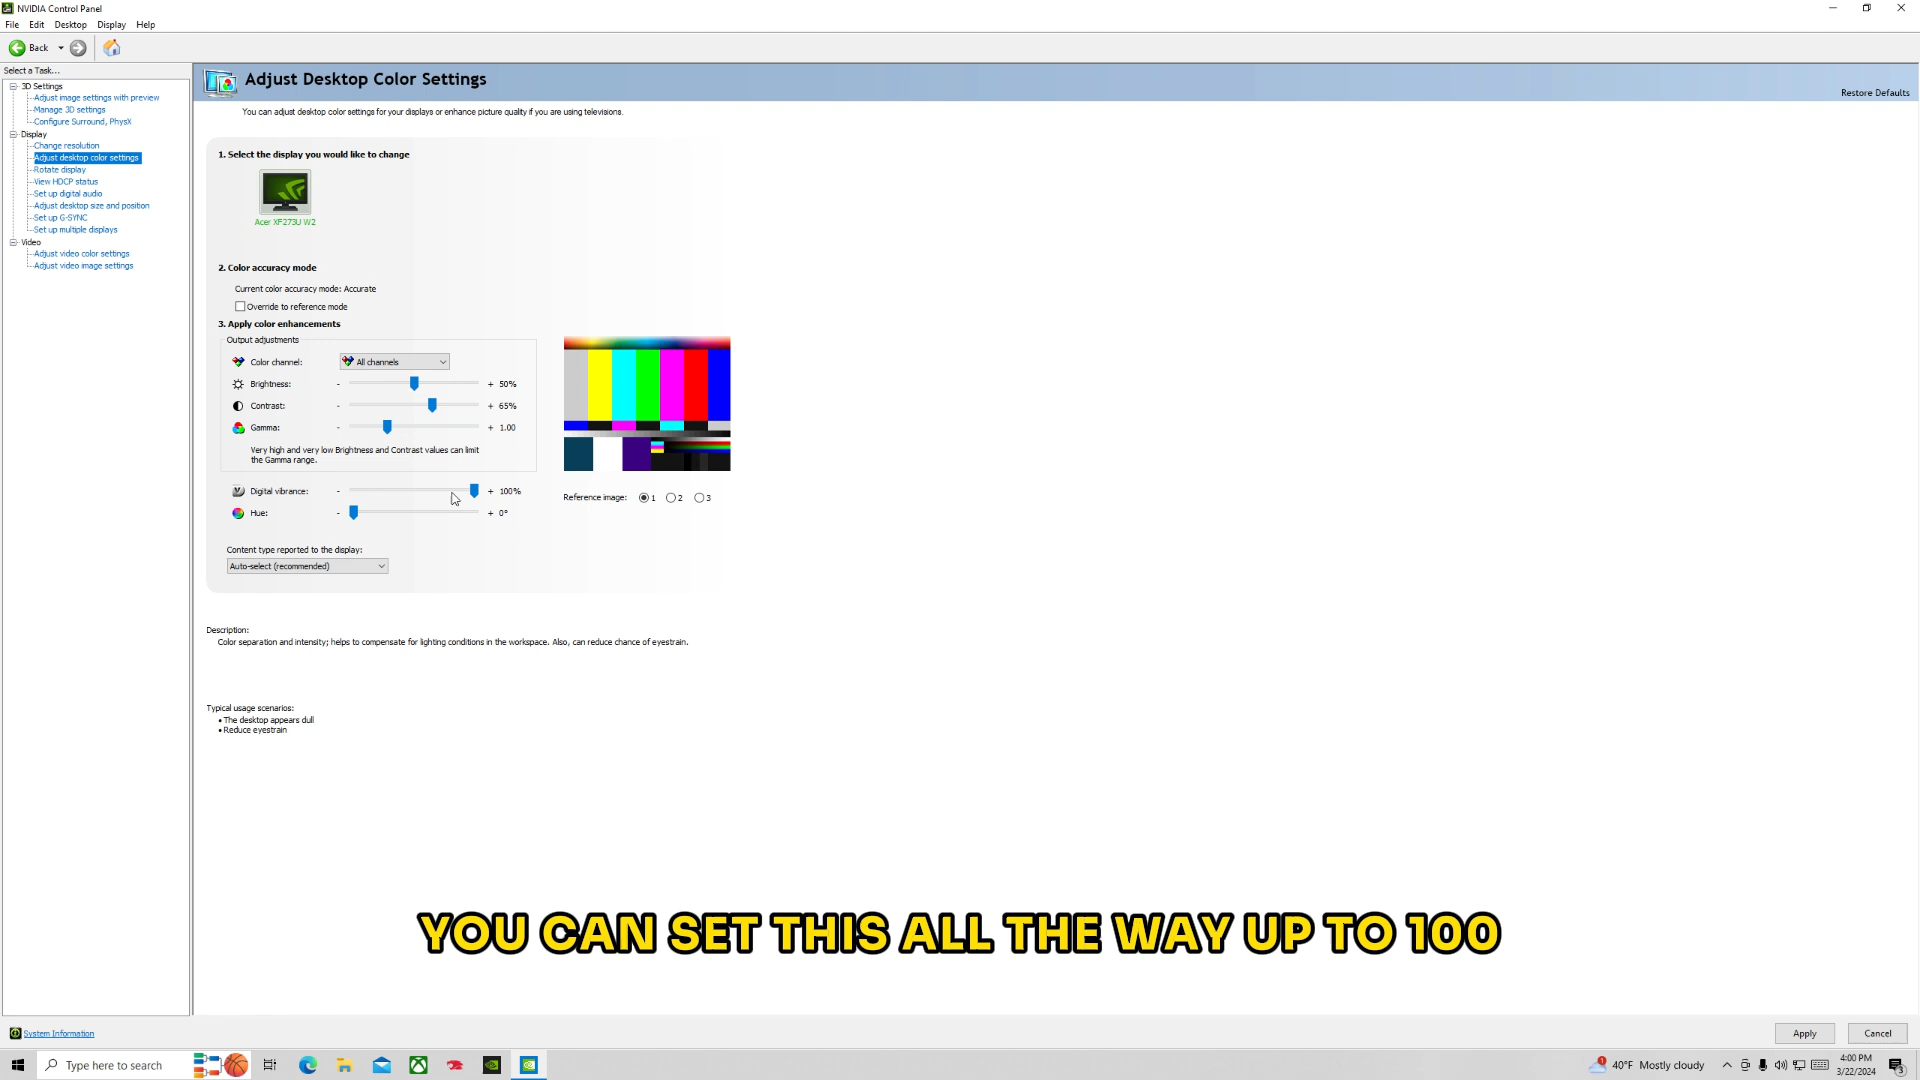 NVIDIA Control Panel
File Edit Desktop Display Help
Back
Select a Task...
3D Settings
Adjust image settings with preview
Manage 3D settings
Configure Surround, PhysX
Display
Change resolution
Adjust desktop color settings
Rotate display
View HDCP status
Set up digital audio
Adjust desktop size and position
Set up G-SYNC
Set up multiple displays
Video
Adjust video color settings
Adjust video image settings
System Information
Adjust Desktop Color Settings
Restore Defaults
You can adjust desktop color settings for your displays or enhance picture quality if you are using televisions.
1. Select the display you would like to change
Acer XF273U W2
2. Color accuracy mode
Current color accuracy mode: Accurate
Override to reference mode
3. Apply color enhancements
Output adjustments
Color channel: All channels
Brightness: - + 50%
Contrast: - + 65%
Gamma: - + 1.00
Very high and very low Brightness and Contrast values can limit
the Gamma range.
Digital vibrance: - + 100%
Hue: - + 0°
Reference image: 1 2 3
Content type reported to the display:
Auto-select (recommended)
Description:
Color separation and intensity; helps to compensate for lighting conditions in the workspace. Also, can reduce chance of eyestrain.
Typical usage scenarios:
• The desktop appears dull
• Reduce eyestrain
YOU CAN SET THIS ALL THE WAY UP TO 100
Apply Cancel
Type here to search
1 40°F Mostly cloudy
4:00 PM
3/22/2024
3